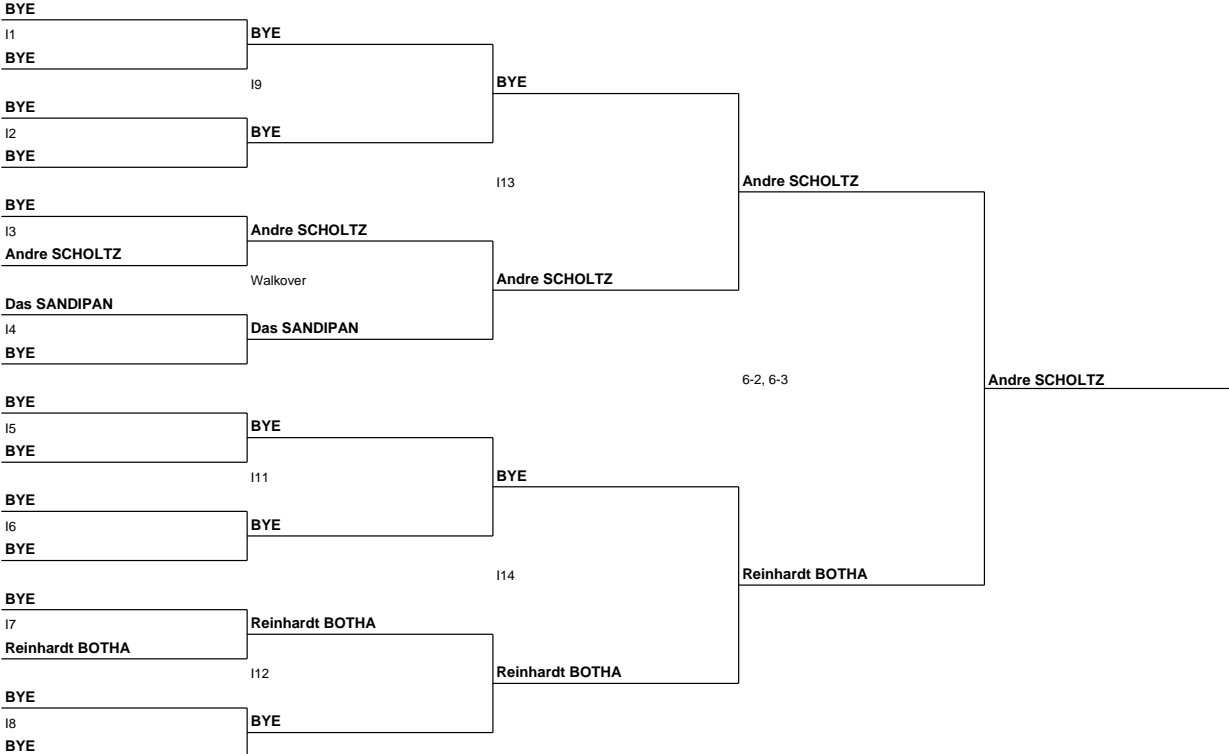 BYE
I1
BYE
BYE
I9
BYE
BYE
I2
BYE
BYE
I13
Andre SCHOLTZ
BYE
I3
Andre SCHOLTZ
Andre SCHOLTZ
Walkover
Andre SCHOLTZ
Das SANDIPAN
I4
Das SANDIPAN
BYE
6-2, 6-3
Andre SCHOLTZ
BYE
I5
BYE
BYE
I11
BYE
BYE
I6
BYE
BYE
I14
Reinhardt BOTHA
BYE
I7
Reinhardt BOTHA
Reinhardt BOTHA
I12
Reinhardt BOTHA
BYE
I8
BYE
BYE